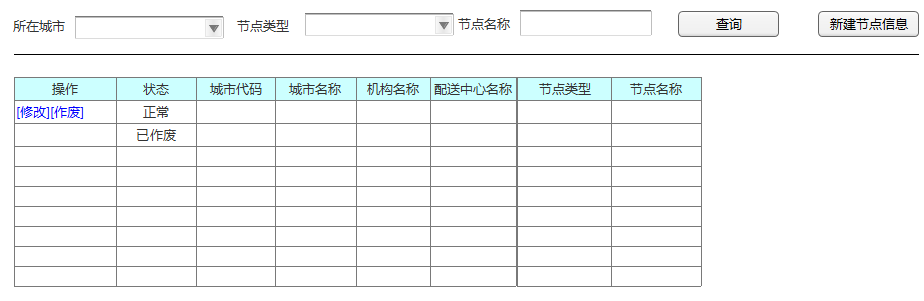 所在城市 节点类型 节点名称 查询 新建节点信息
操作 状态 城市代码 城市名称 机构名称 配送中心名称 节点类型 节点名称
[修改][作废] 正常
已作废